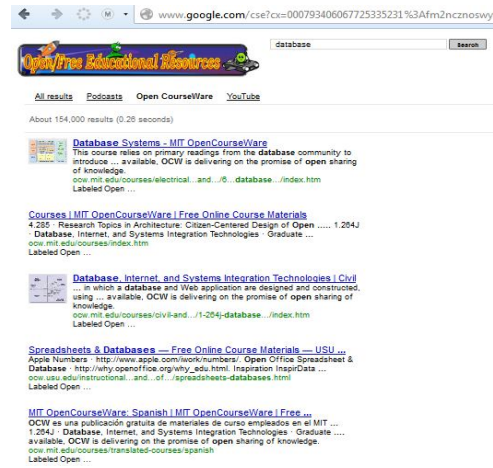 www.google.com/cse?cx=000793406067725335231%3Afm2ncznoswy
Open/Free Educational Resources
database
Search
All results Podcasts Open CourseWare YouTube
About 154,000 results (0.26 seconds)
Database Systems - MIT OpenCourseWare
This course relies on primary readings from the database community to
introduce ... available, OCW is delivering on the promise of open sharing
of knowledge.
ocw.mit.edu/courses/electrical...and.../6...database.../index.htm
Labeled Open ...
Courses | MIT OpenCourseWare | Free Online Course Materials
4.285 · Research Topics in Architecture: Citizen-Centered Design of Open ..... 1.264J
· Database, Internet, and Systems Integration Technologies · Graduate ...
ocw.mit.edu/courses/index.htm
Labeled Open ...
Database, Internet, and Systems Integration Technologies | Civil
... in which a database and Web application are designed and constructed,
using ... available, OCW is delivering on the promise of open sharing of
knowledge.
ocw.mit.edu/courses/civil-and.../1-264j-database.../index.htm
Labeled Open ...
Spreadsheets & Databases — Free Online Course Materials — USU ...
Apple Numbers · http://www.apple.com/work/numbers/. Open Office Spreadsheet &
Database · http://why.openoffice.org/why_edu.html. Inspiration InspirData ...
ocw.usu.edu/instructional...and...of.../spreadsheets-databases.html
Labeled Open ...
MIT OpenCourseWare: Spanish | MIT OpenCourseWare | Free ...
OCW es una publicación gratuita de materiales de curso empleados en el MIT ...
1.264J · Database, Internet, and Systems Integration Technologies · Graduate ....
available, OCW is delivering on the promise of open sharing of knowledge.
ocw.mit.edu/courses/translated-courses/spanish
Labeled Open ...